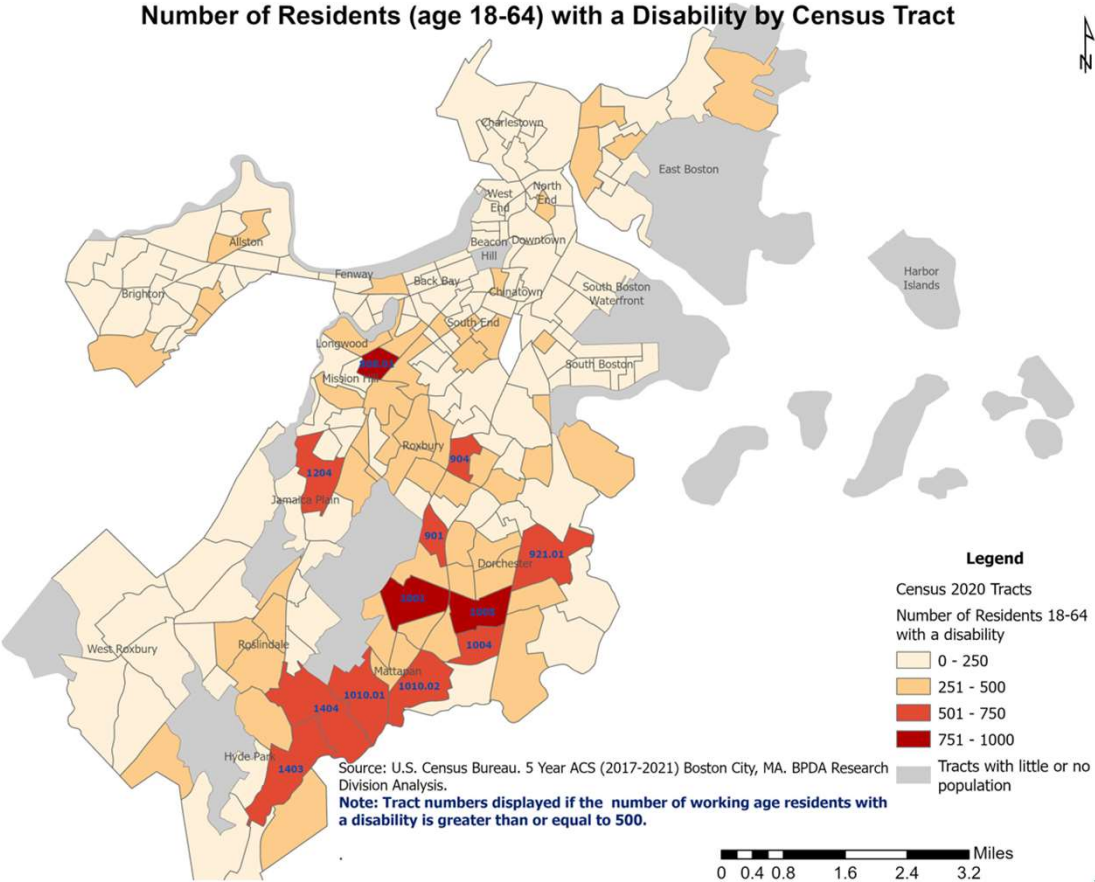 Number of Residents (age 18-64) with a Disability by Census Tract
N
Charlestown
East Boston
West
End
North
End
Allston
Beacon
Hill
Downtown
Harbor
Islands
Fenway
Back Bay
Brighton
Chinatown
South Boston
Waterfront
South End
Longwood
South Boston
Mission Hill
Roxbury
904
1204
Jamaica Plain
901
921.01
Dorchester
1001
1005
1004
West Roxbury
Roslindale
Mattapan
1010.02
1010.01
1404
Hyde Park
1403
Legend
Census 2020 Tracts
Number of Residents 18-64
with a disability
0 - 250
251 - 500
501 - 750
751 - 1000
Tracts with little or no
population
Source: U.S. Census Bureau. 5 Year ACS (2017-2021) Boston City, MA. BPDA Research
Division Analysis.
Note: Tract numbers displayed if the number of working age residents with
a disability is greater than or equal to 500.
Miles
0 0.4 0.8 1.6 2.4 3.2